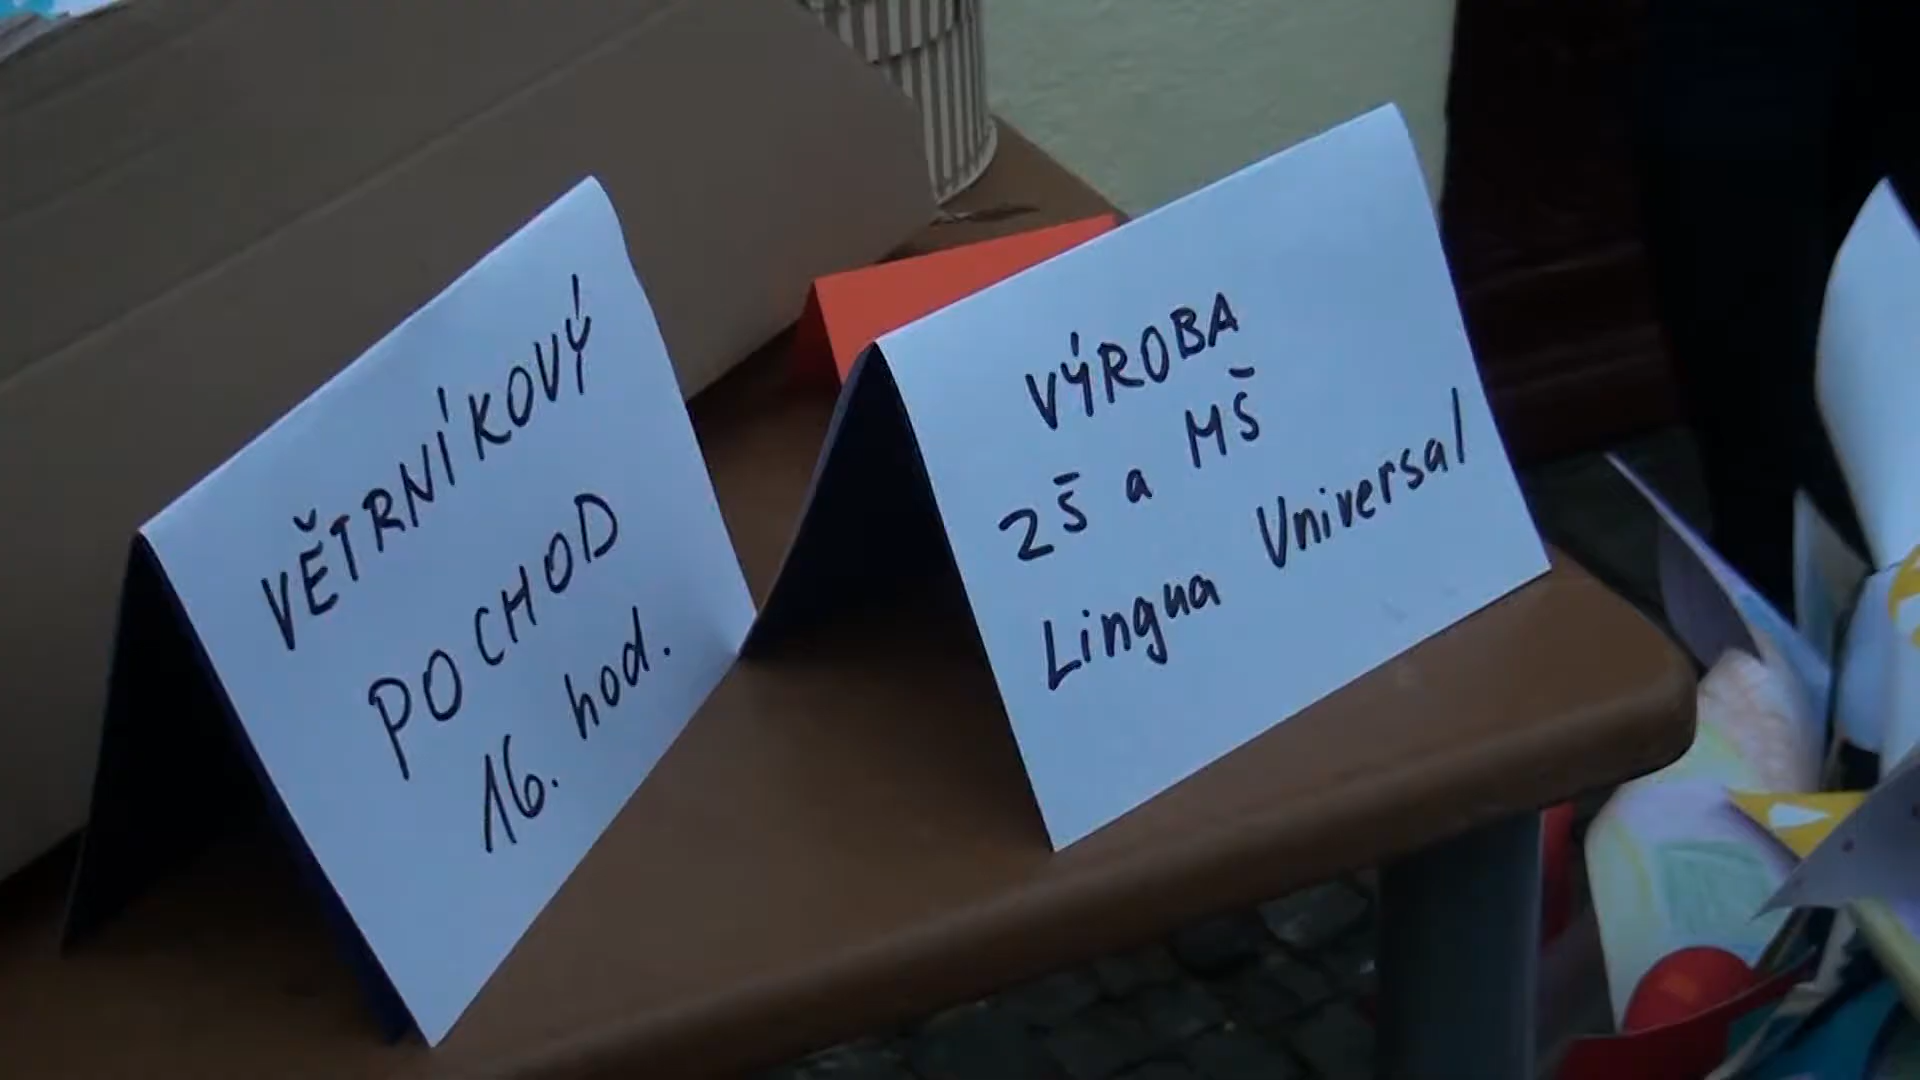 VĚTRNÍKOVÝ
POCHOD
16. hod.
VÝROBA
ZŠ a MŠ
Lingua Universal